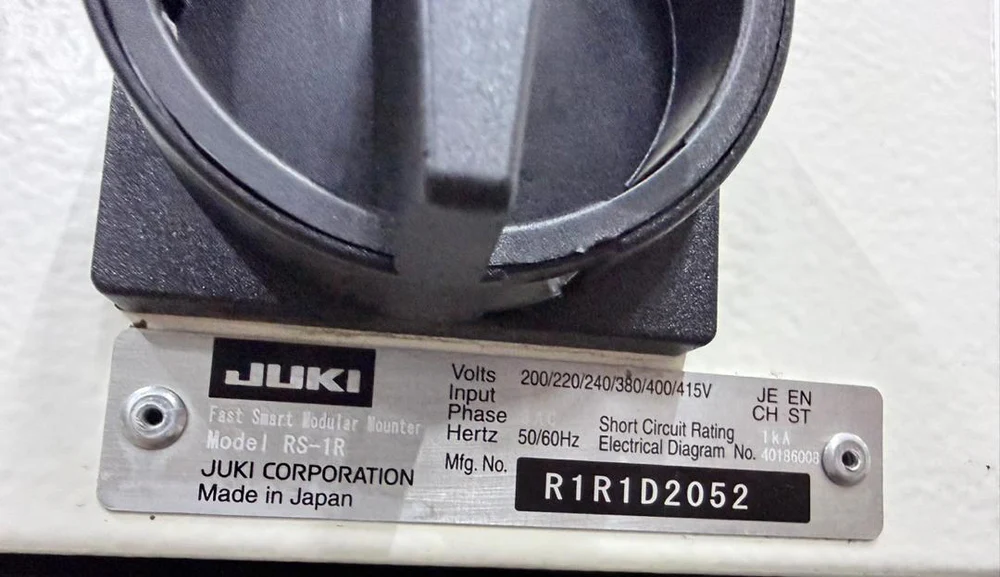 JUKI
Fast Smart Modular Mounter
Model RS-1R
JUKI CORPORATION
Made in Japan
Volts 200/220/240/380/400/415V
Input
Phase
Hertz 50/60Hz
Mfg. No. R1R1D2052
JE EN
CH ST
Short Circuit Rating 1kA
Electrical Diagram No. 40186008